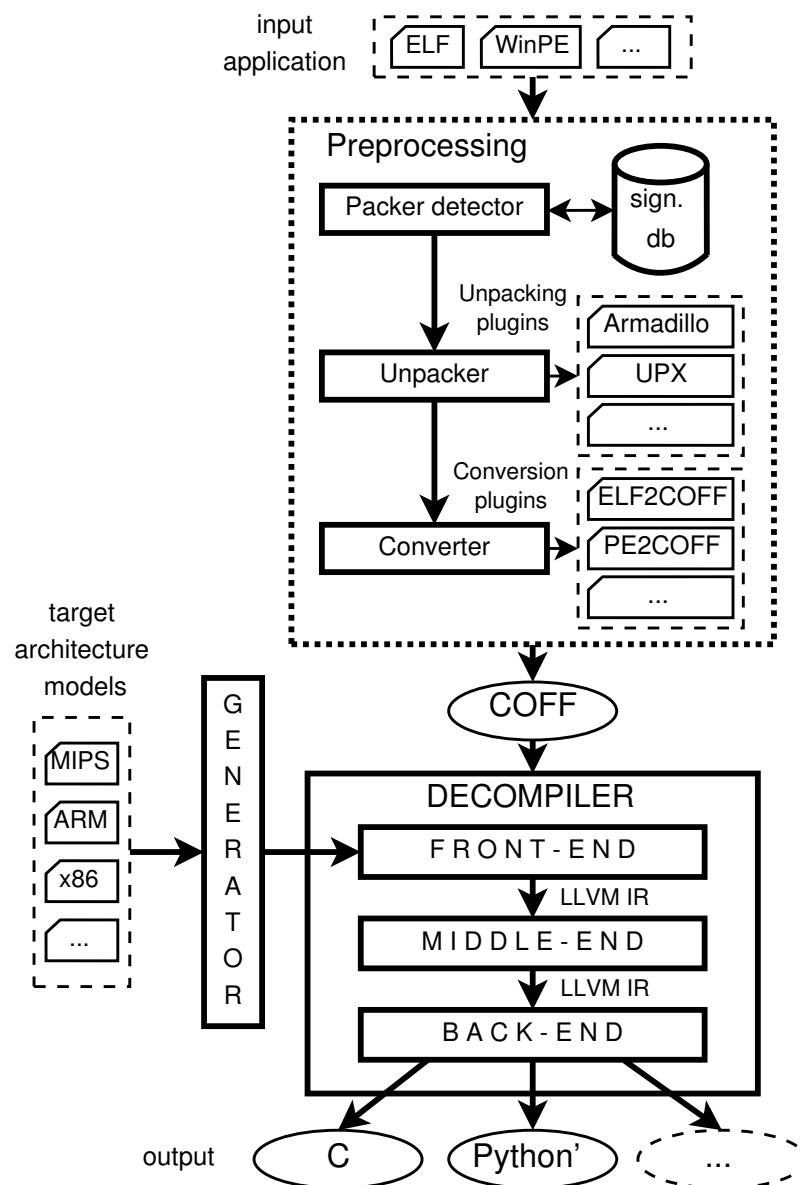 input
application
ELF
WinPE
...
Preprocessing
Packer detector
sign.
db
Unpacking
plugins
Armadillo
Unpacker
UPX
...
Conversion
plugins
ELF2COFF
Converter
PE2COFF
...
target
architecture
models
MIPS
ARM
x86
...
GENERATOR
COFF
DECOMPILER
FRONT-END
LLVM IR
MIDDLE-END
LLVM IR
BACK-END
output
C
Python'
...